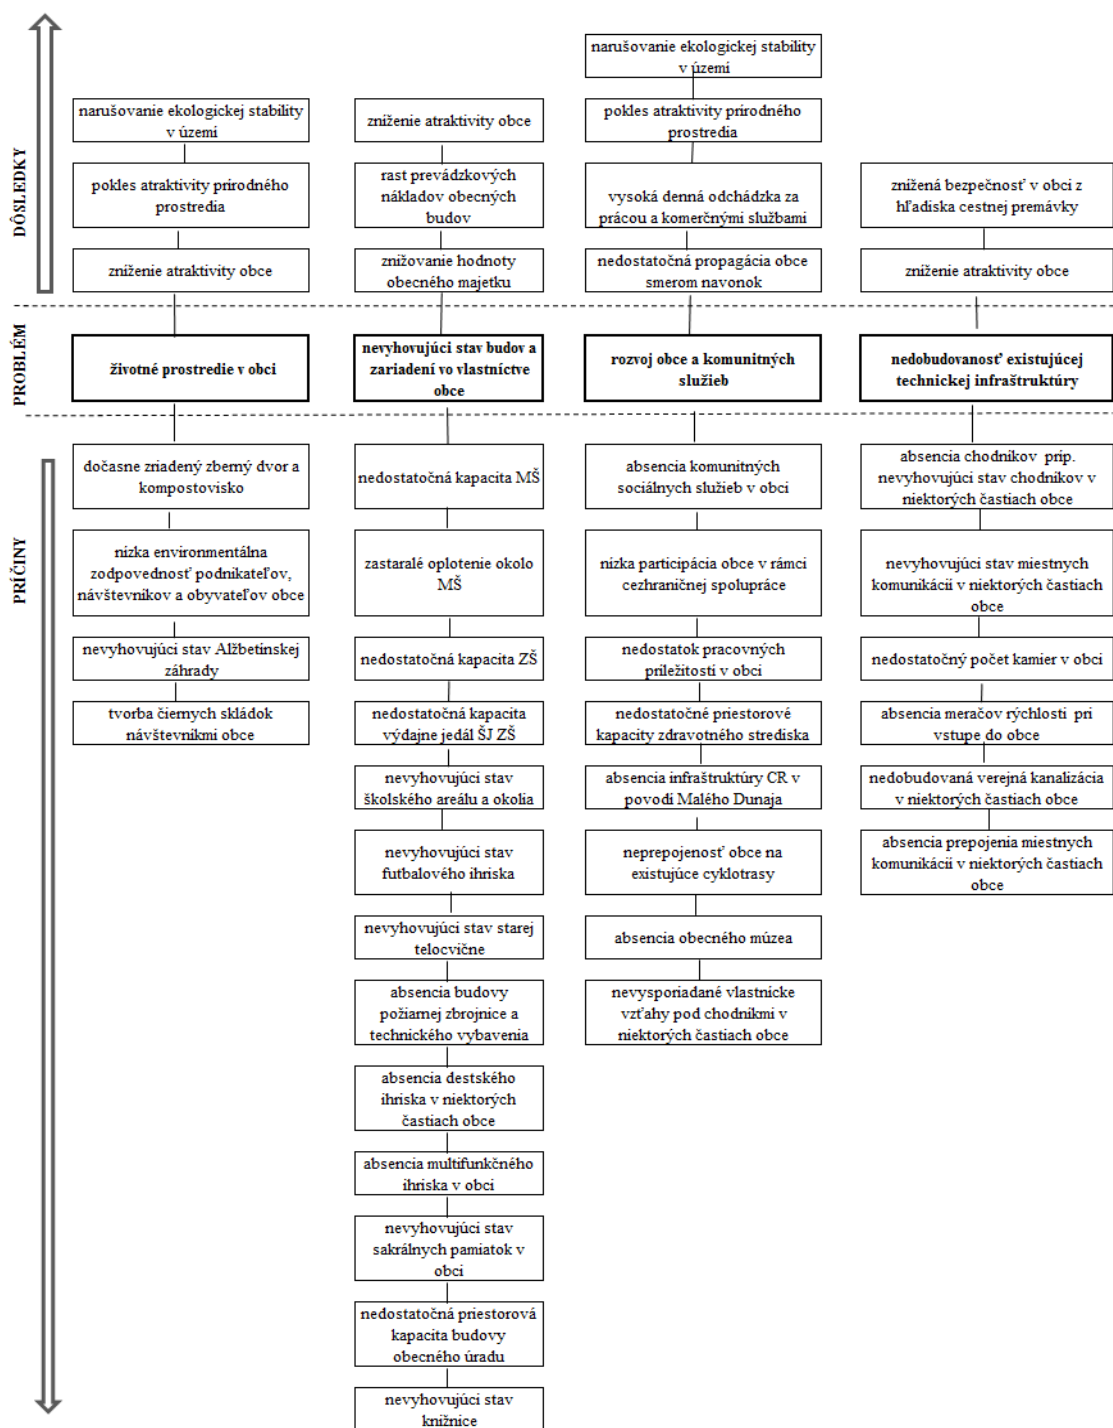 DÔSLEDKY
narušovanie ekologickej stability
v území
pokles atraktivity prírodného
prostredia
zníženie atraktivity obce
zníženie atraktivity obce
rast prevádzkových
nákladov obecných
budov
znižovanie hodnoty
obecného majetku
narušovanie ekologickej stability
v území
pokles atraktivity prírodného
prostredia
vysoká denná odchádzka za
prácou a komerčnými službami
nedostatočná propagácia obce
smerom navonok
znížená bezpečnosť v obci z
hľadiska cestnej premávky
zníženie atraktivity obce
PROBLÉM
životné prostredie v obci
nevyhovujúci stav budov a
zariadení vo vlastníctve
obce
rozvoj obce a komunitných
služieb
nedobudovanosť existujúcej
technickej infraštruktúry
PRÍČINY
dočasne zriadený zberný dvor a
kompostovisko
nízka environmentálna
zodpovednosť podnikateľov,
návštevníkov a obyvateľov obce
nevyhovujúci stav Alžbetínskej
záhrady
tvorba čiernych skládok
návštevníkmi obce
nedostatočná kapacita MŠ
zastaralé oplotenie okolo
MŠ
nedostatočná kapacita ZŠ
nedostatočná kapacita
výdajne jedál ŠJ ZŠ
nevyhovujúci stav
školského areálu a okolia
nevyhovujúci stav
futbalového ihriska
nevyhovujúci stav starej
telocvične
absencia budovy
požiarnej zbrojnice a
technického vybavenia
absencia destského
ihriska v niektorých
častiach obce
absencia multifunkčného
ihriska v obci
nevyhovujúci stav
sakrálnych pamiatok v
obci
nedostatočná priestorová
kapacita budovy
obecného úradu
nevyhovujúci stav
knižnice
absencia komunitných
sociálnych služieb v obci
nízka participácia obce v rámci
cezhraničnej spolupráce
nedostatok pracovných
príležitostí v obci
nedostatočné priestorové
kapacity zdravotného strediska
absencia infraštruktúry CR v
povodí Malého Dunaja
neprepojenosť obce na
existujúce cyklotrasy
absencia obecného múzea
nevysporiadané vlastnícke
vzťahy pod chodníkmi v
niektorých častiach obce
absencia chodníkov príp.
nevyhovujúci stav chodníkov v
niektorých častiach obce
nevyhovujúci stav miestnych
komunikácií v niektorých častiach
obce
nedostatočný počet kamier v obci
absencia meračov rýchlosti pri
vstupe do obce
nedobudovaná verejná kanalizácia
v niektorých častiach obce
absencia prepojenia miestnych
komunikácií v niektorých častiach
obce